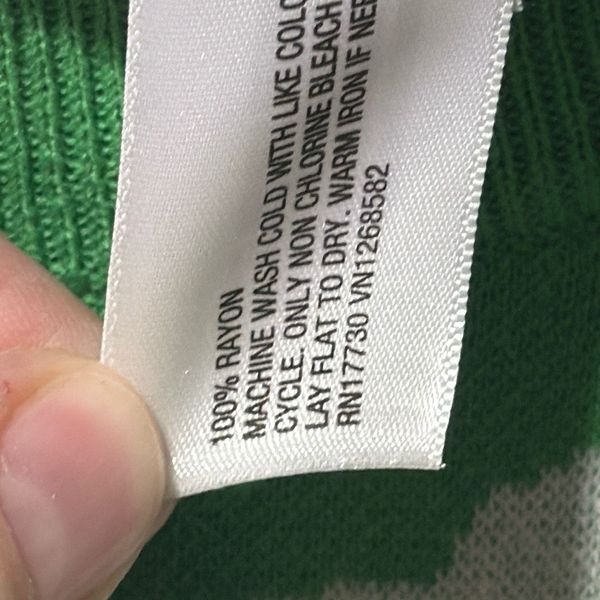 100% RAYON
MACHINE WASH COLD WITH LIKE
CYCLE. ONLY NON CHLORINE BLEACH
LAY FLAT TO DRY. WARM IRON IF
RN17730 VN1268582